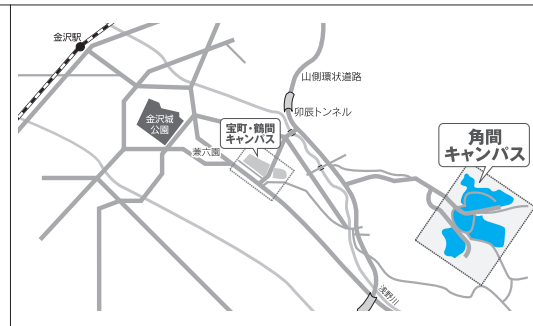 金沢駅
山側環状道路
金沢城
公園
卯辰トンネル
宝町・鶴間
キャンパス
兼六園
角間
キャンパス
浅野川